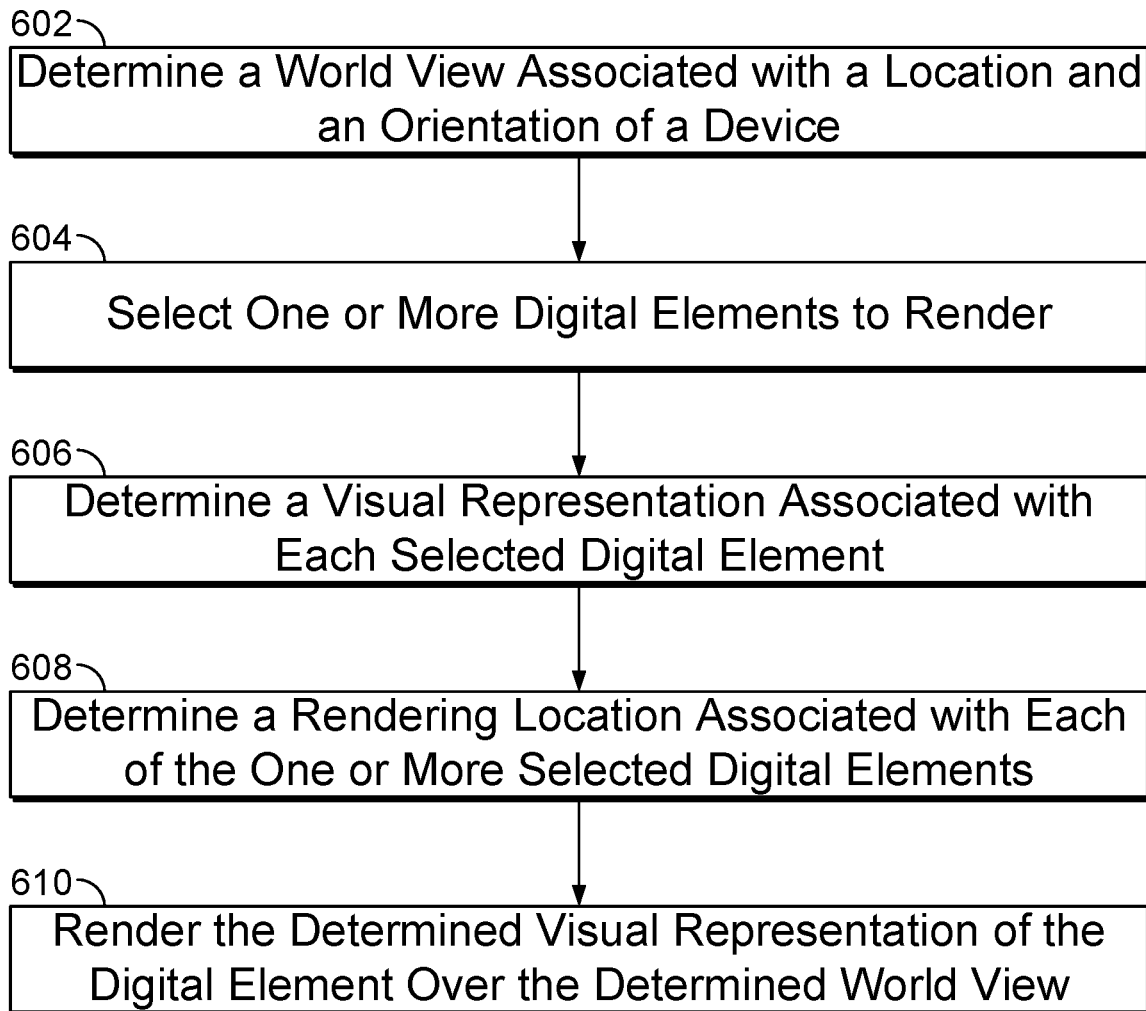 602
Determine a World View Associated with a Location and
an Orientation of a Device
604
Select One or More Digital Elements to Render
606
Determine a Visual Representation Associated with
Each Selected Digital Element
608
Determine a Rendering Location Associated with Each
of the One or More Selected Digital Elements
610
Render the Determined Visual Representation of the
Digital Element Over the Determined World View